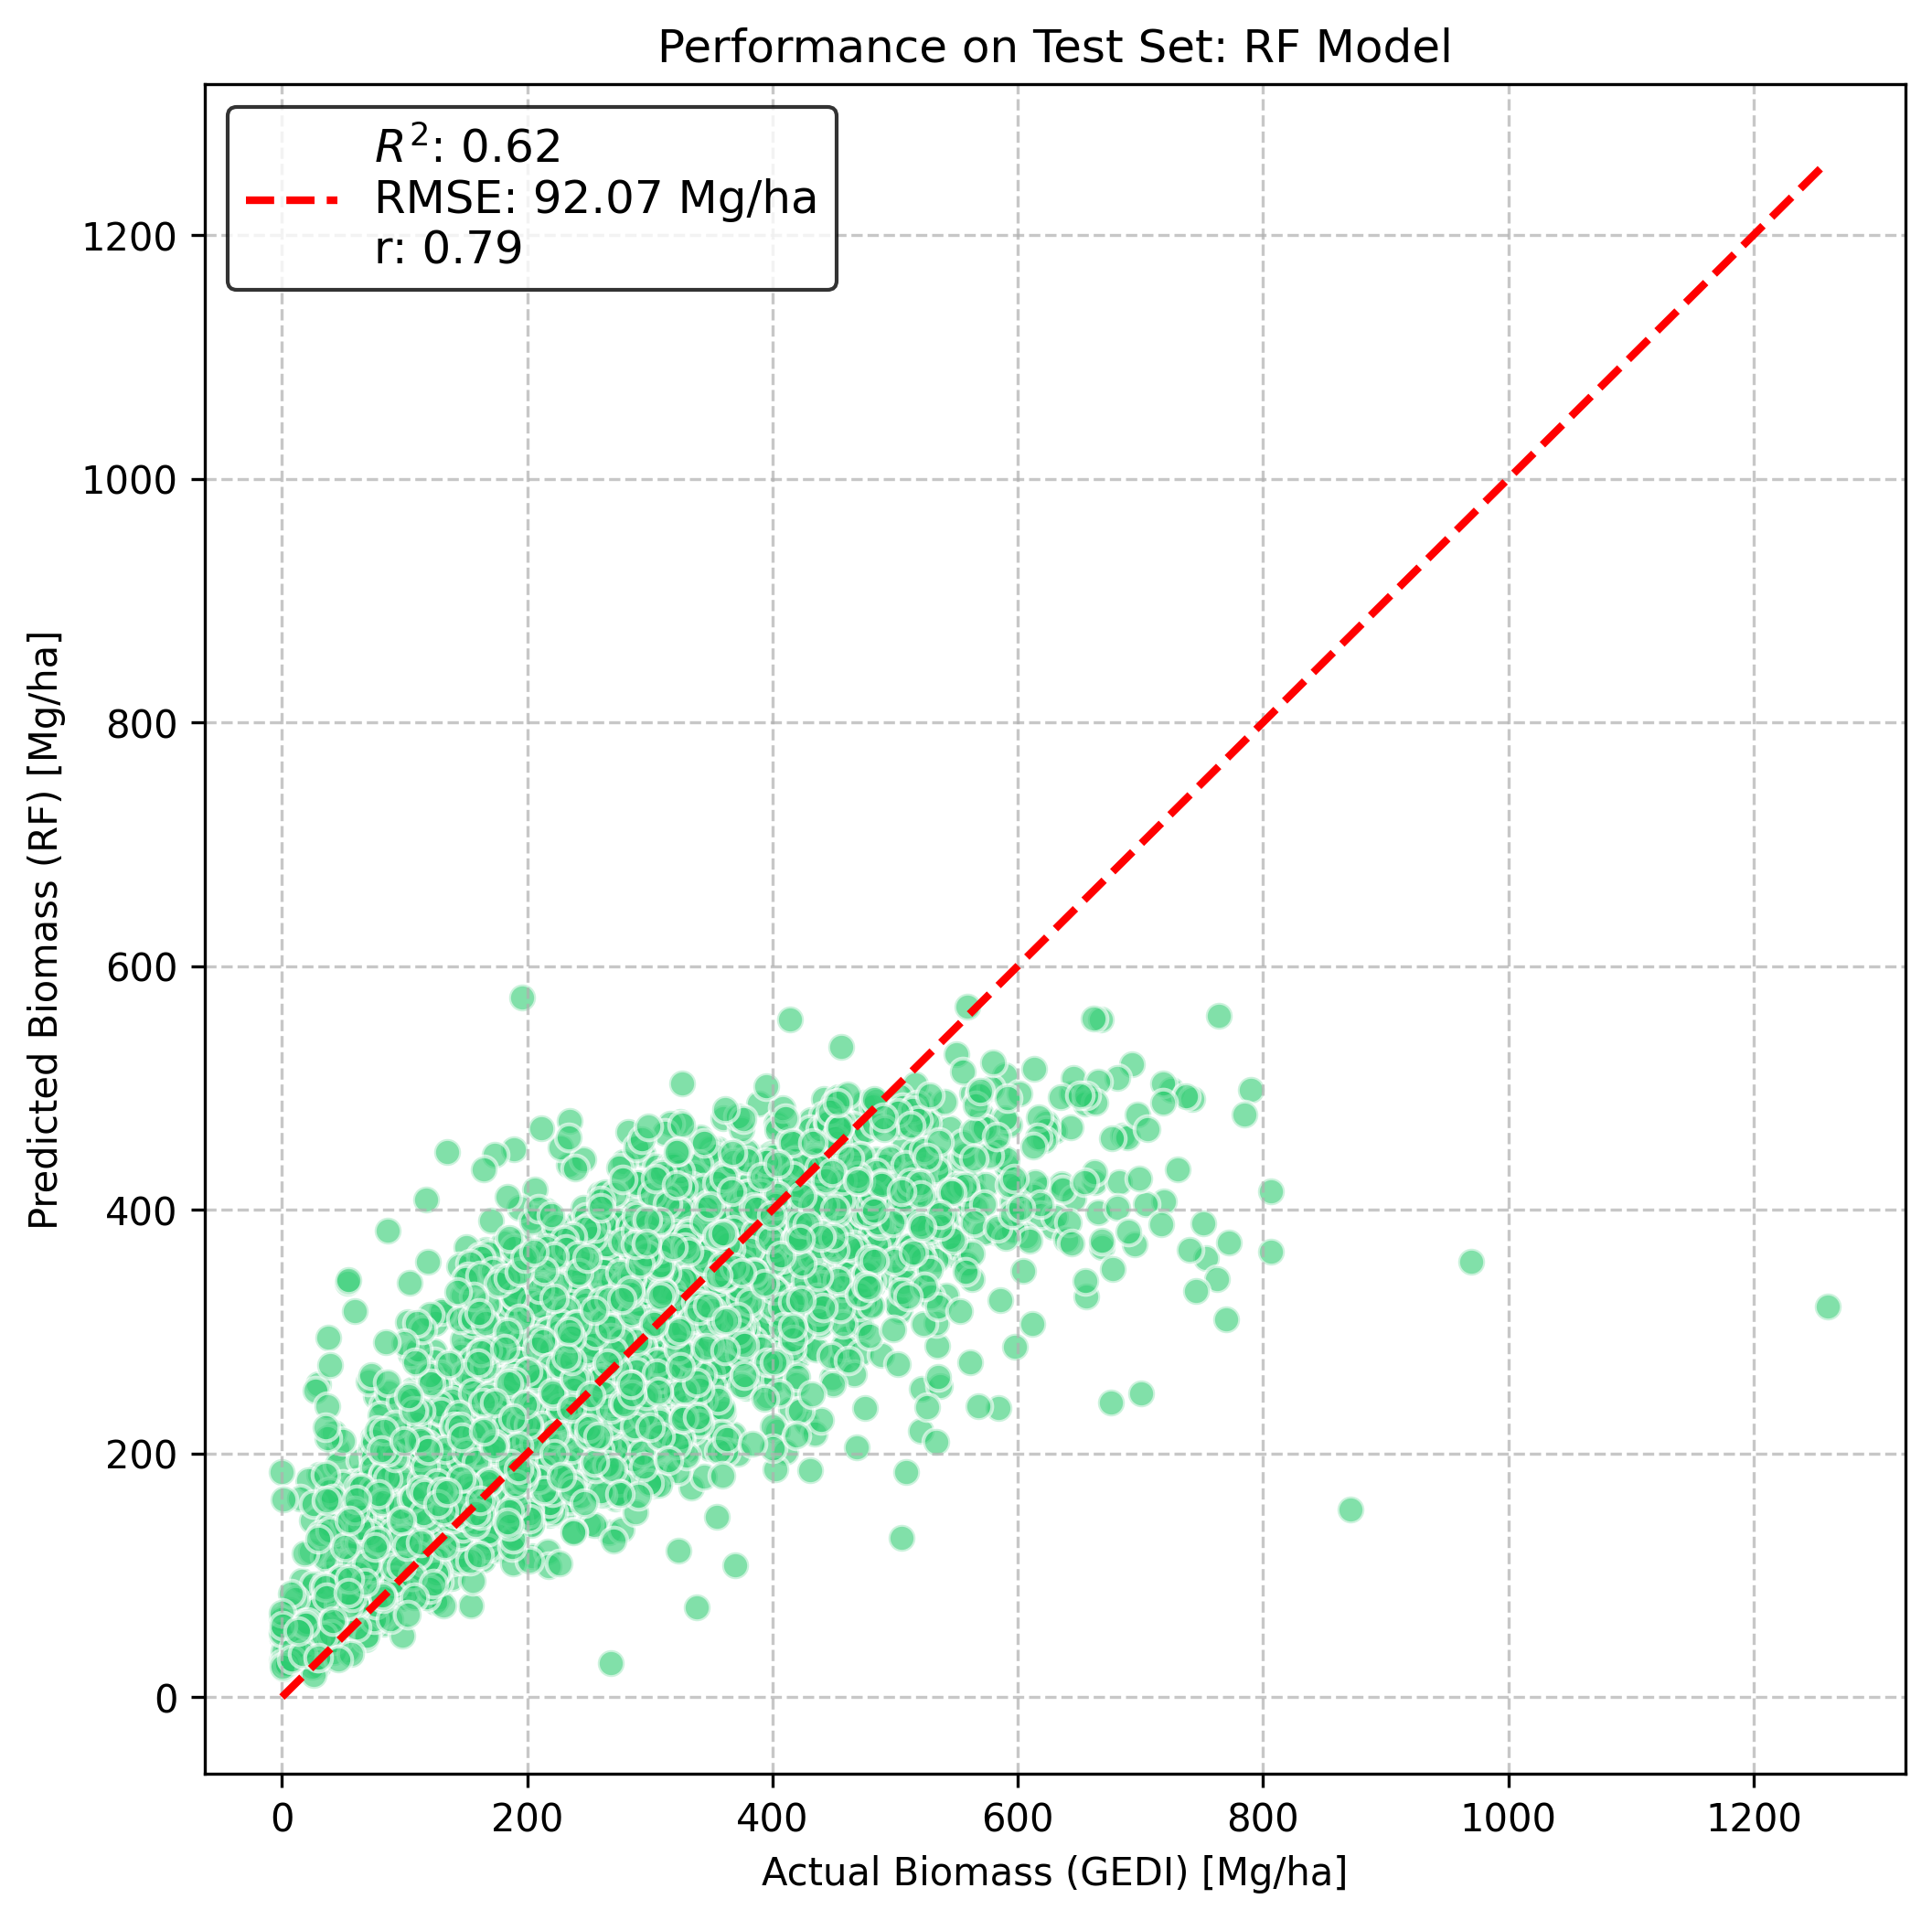 Performance on Test Set: RF Model
R²: 0.62
RMSE: 92.07 Mg/ha
r: 0.79
1200
1000
800
600
400
200
0
Predicted Biomass (RF) [Mg/ha]
0 200 400 600 800 1000 1200
Actual Biomass (GEDI) [Mg/ha]